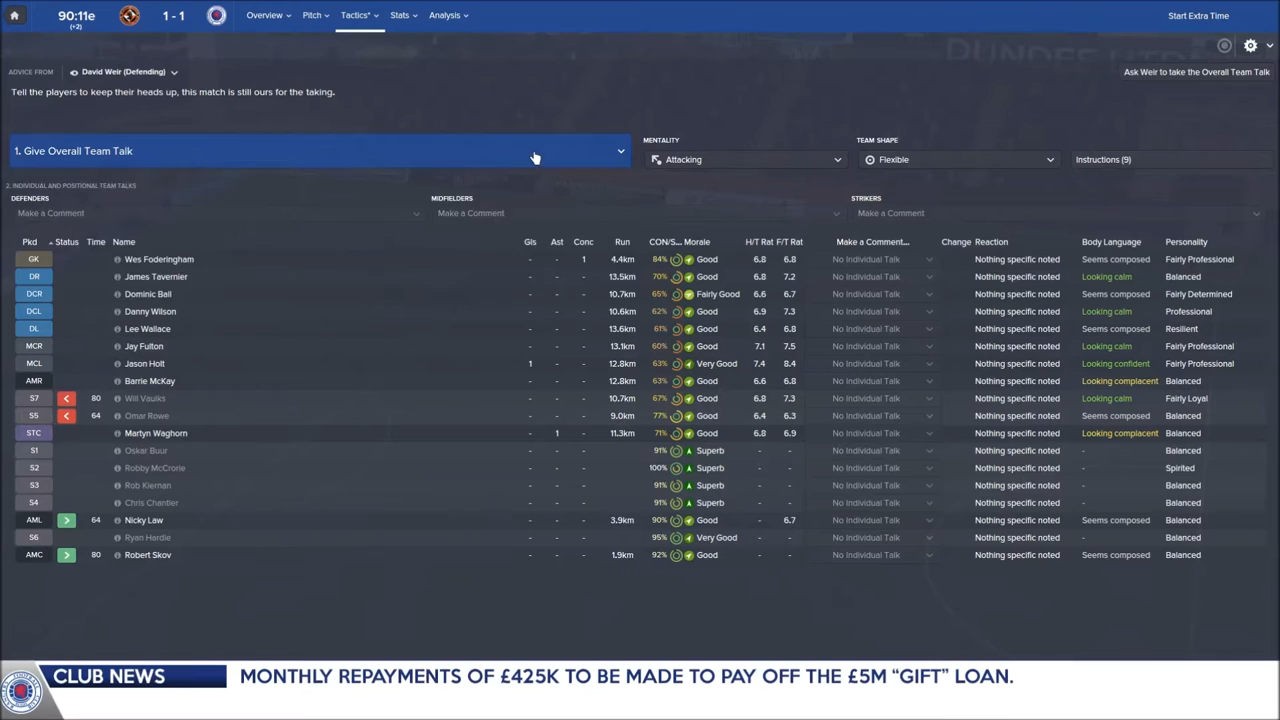 90:11e 1 - 1 Overview Pitch Tactics* Stats Analysis Start Extra Time
(+2)
ADVICE FROM David Weir (Defending) Ask Weir to take the Overall Team Talk
Tell the players to keep their heads up, this match is still ours for the taking.
MENTALITY TEAM SHAPE
1. Give Overall Team Talk Attacking Flexible Instructions (9)
2. INDIVIDUAL AND POSITIONAL TEAM TALKS
DEFENDERS MIDFIELDERS STRIKERS
Make a Comment Make a Comment Make a Comment
Pkd Status Time Name Gls Ast Conc Run CON/S... Morale H/T Rat F/T Rat Make a Comment... Change Reaction Body Language Personality
GK Wes Foderingham - - 1 4.4km 84% Good 6.8 6.8 No Individual Talk Nothing specific noted Seems composed Fairly Professional
DR James Tavernier - - - 13.5km 70% Good 6.8 7.2 No Individual Talk Nothing specific noted Looking calm Balanced
DCR Dominic Ball - - - 10.7km 65% Fairly Good 6.6 6.7 No Individual Talk Nothing specific noted Seems composed Fairly Determined
DCL Danny Wilson - - - 10.6km 62% Good 6.9 7.3 No Individual Talk Nothing specific noted Looking calm Professional
DL Lee Wallace - - - 13.6km 61% Good 6.4 6.8 No Individual Talk Nothing specific noted Seems composed Resilient
MCR Jay Fulton - - - 13.1km 60% Good 7.1 7.5 No Individual Talk Nothing specific noted Looking calm Fairly Professional
MCL Jason Holt 1 - - 12.8km 63% Very Good 7.4 8.4 No Individual Talk Nothing specific noted Looking confident Fairly Professional
AMR Barrie McKay - - - 12.8km 63% Good 6.6 6.8 No Individual Talk Nothing specific noted Looking complacent Balanced
S7 80 Will Vaulks - - - 10.7km 67% Good 6.8 7.3 No Individual Talk Nothing specific noted Looking calm Fairly Loyal
S5 64 Omar Rowe - - - 9.0km 77% Good 6.4 6.3 No Individual Talk Nothing specific noted Seems composed Balanced
STC Martyn Waghorn - 1 - 11.3km 71% Good 6.8 6.9 No Individual Talk Nothing specific noted Looking complacent Balanced
S1 Oskar Buur 91% Superb - - No Individual Talk Nothing specific noted - Balanced
S2 Robby McCrorie 100% Superb - - No Individual Talk Nothing specific noted - Spirited
S3 Rob Kiernan 91% Superb - - No Individual Talk Nothing specific noted - Balanced
S4 Chris Chantler 91% Superb - - No Individual Talk Nothing specific noted - Balanced
AML 64 Nicky Law - - - 3.9km 90% Good - 6.7 No Individual Talk Nothing specific noted Seems composed Balanced
S6 Ryan Hardie 95% Very Good - - No Individual Talk Nothing specific noted - Balanced
AMC 80 Robert Skov - - - 1.9km 92% Good - - No Individual Talk Nothing specific noted Seems composed Balanced
CLUB NEWS MONTHLY REPAYMENTS OF £425K TO BE MADE TO PAY OFF THE £5M “GIFT” LOAN.